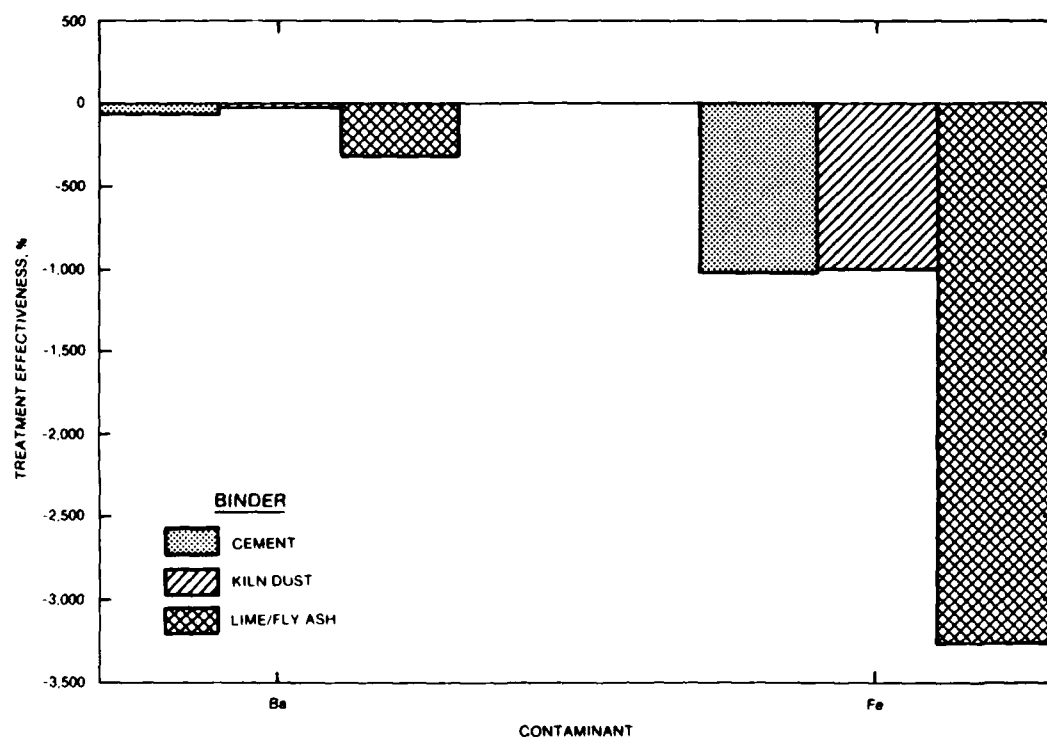 500
0
-500
-1,000
-1,500
-2,000
-2,500
-3,000
-3,500
TREATMENT EFFECTIVENESS, %
BINDER
CEMENT
KILN DUST
LIME/FLY ASH
Ba
Fe
CONTAMINANT